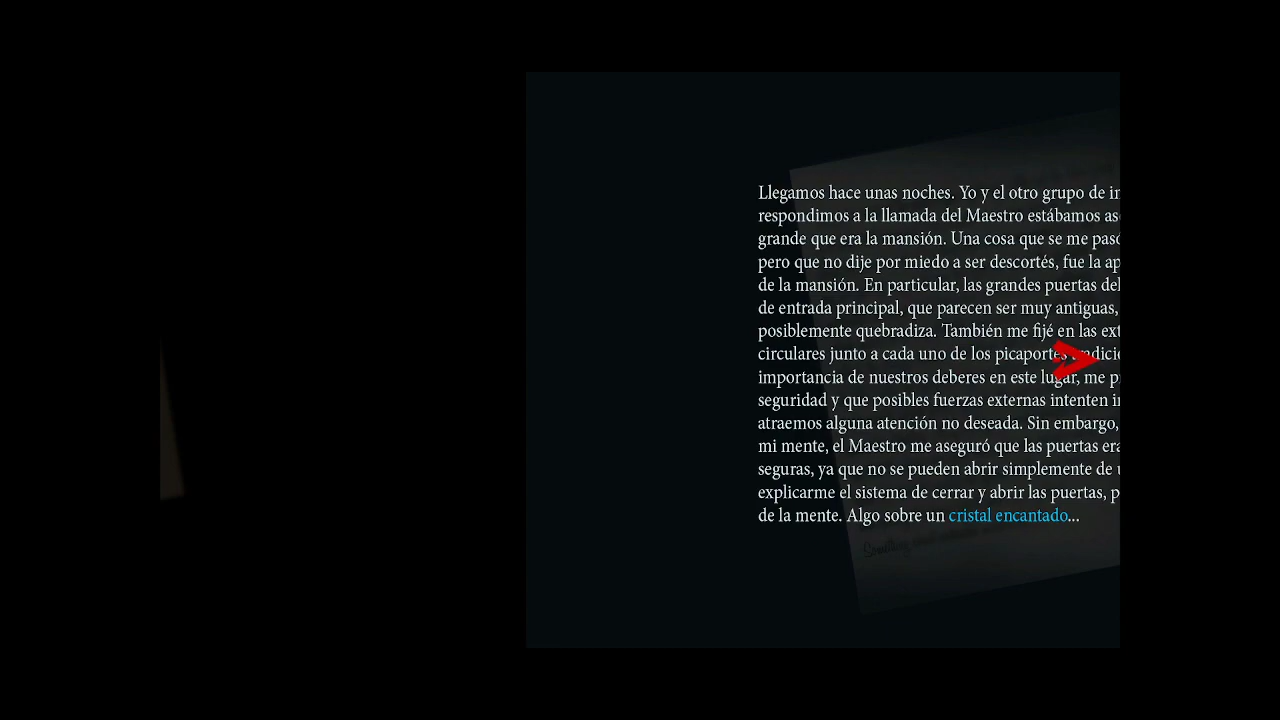 Llegamos hace unas noches. Yo y el otro grupo de
respondimos a la llamada del Maestro estábamos
grande que era la mansión. Una cosa que se me
pero que no dije por miedo a ser descortés, fue la
de la mansión. En particular, las grandes puertas
de entrada principal, que parecen ser muy antiguas,
posiblemente quebradiza. También me fijé en las
circulares junto a cada uno de los picaportes
importancia de nuestros deberes en este lugar, me
seguridad y que posibles fuerzas externas intenten
atraemos alguna atención no deseada. Sin embargo,
mi mente, el Maestro me aseguró que las puertas
seguras, ya que no se pueden abrir simplemente de
explicarme el sistema de cerrar y abrir las puertas,
de la mente. Algo sobre un cristal encantado...